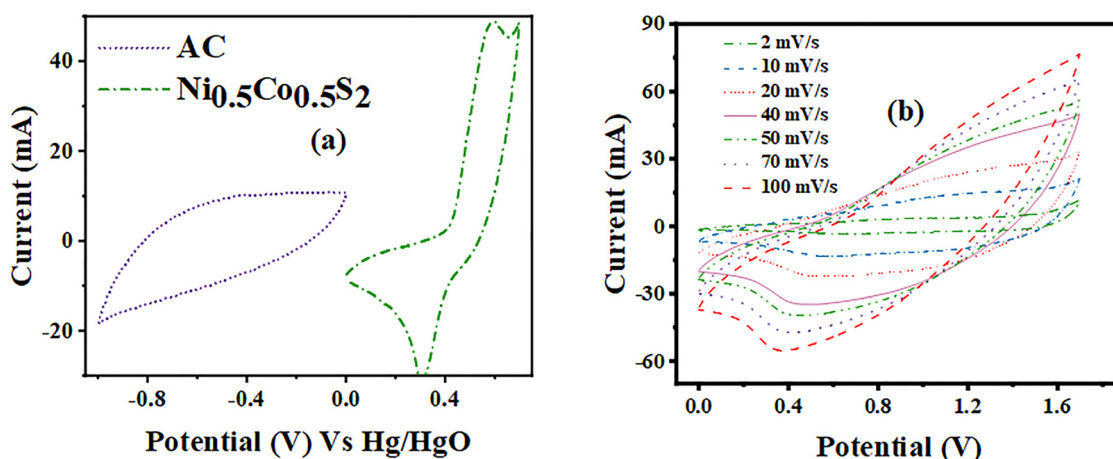 AC
Ni0.5Co0.5S2
(a)
Current (mA)
40
20
0
-20
-0.8
-0.4
0.0
0.4
Potential (V) Vs Hg/HgO
2 mV/s
10 mV/s
20 mV/s
40 mV/s
50 mV/s
70 mV/s
100 mV/s
(b)
Current (mA)
90
60
30
0
-30
-60
0.0
0.4
0.8
1.2
1.6
Potential (V)